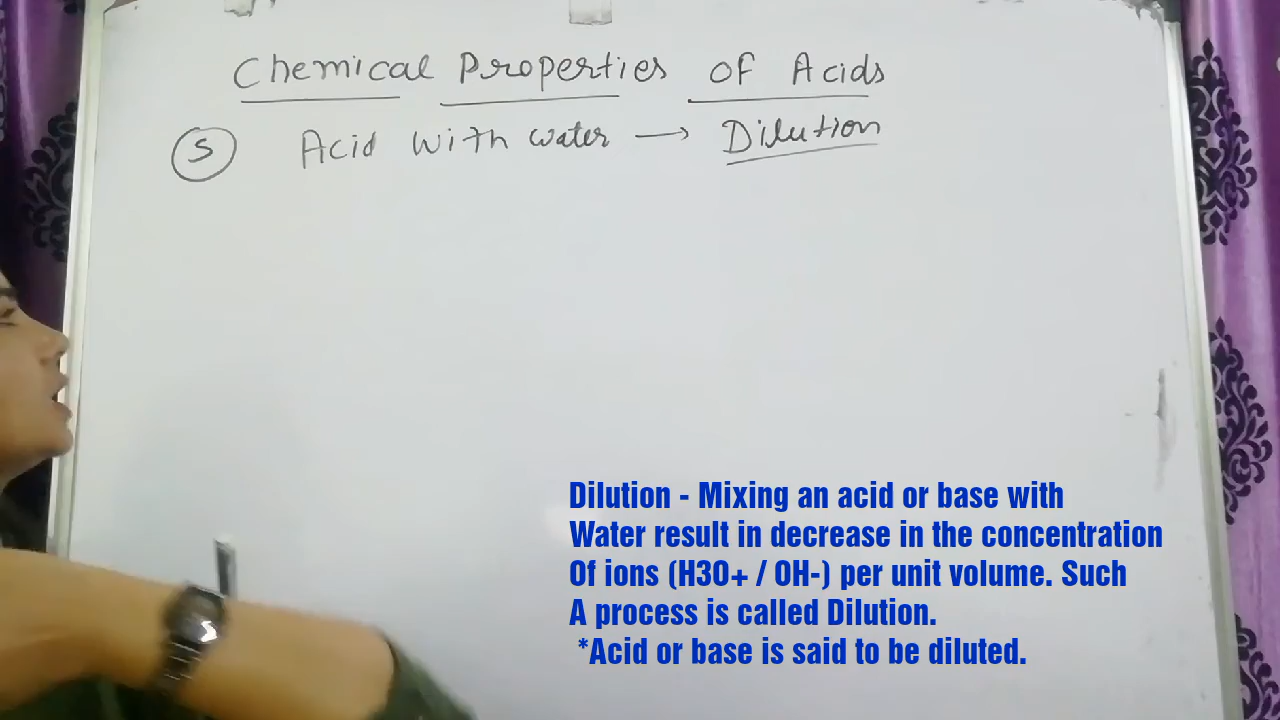 Chemical Properties of Acids
5 Acid with water → Dilution
Dilution - Mixing an acid or base with
Water result in decrease in the concentration
Of ions (H3O+ / OH-) per unit volume. Such
A process is called Dilution.
*Acid or base is said to be diluted.